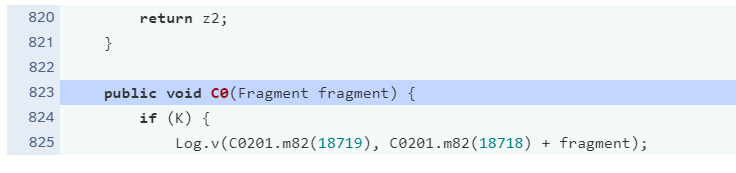 820 return z2;
821 }
822
823 public void C0(Fragment fragment) {
824 if (K) {
825 Log.v(C0201.m82(18719), C0201.m82(18718) + fragment);